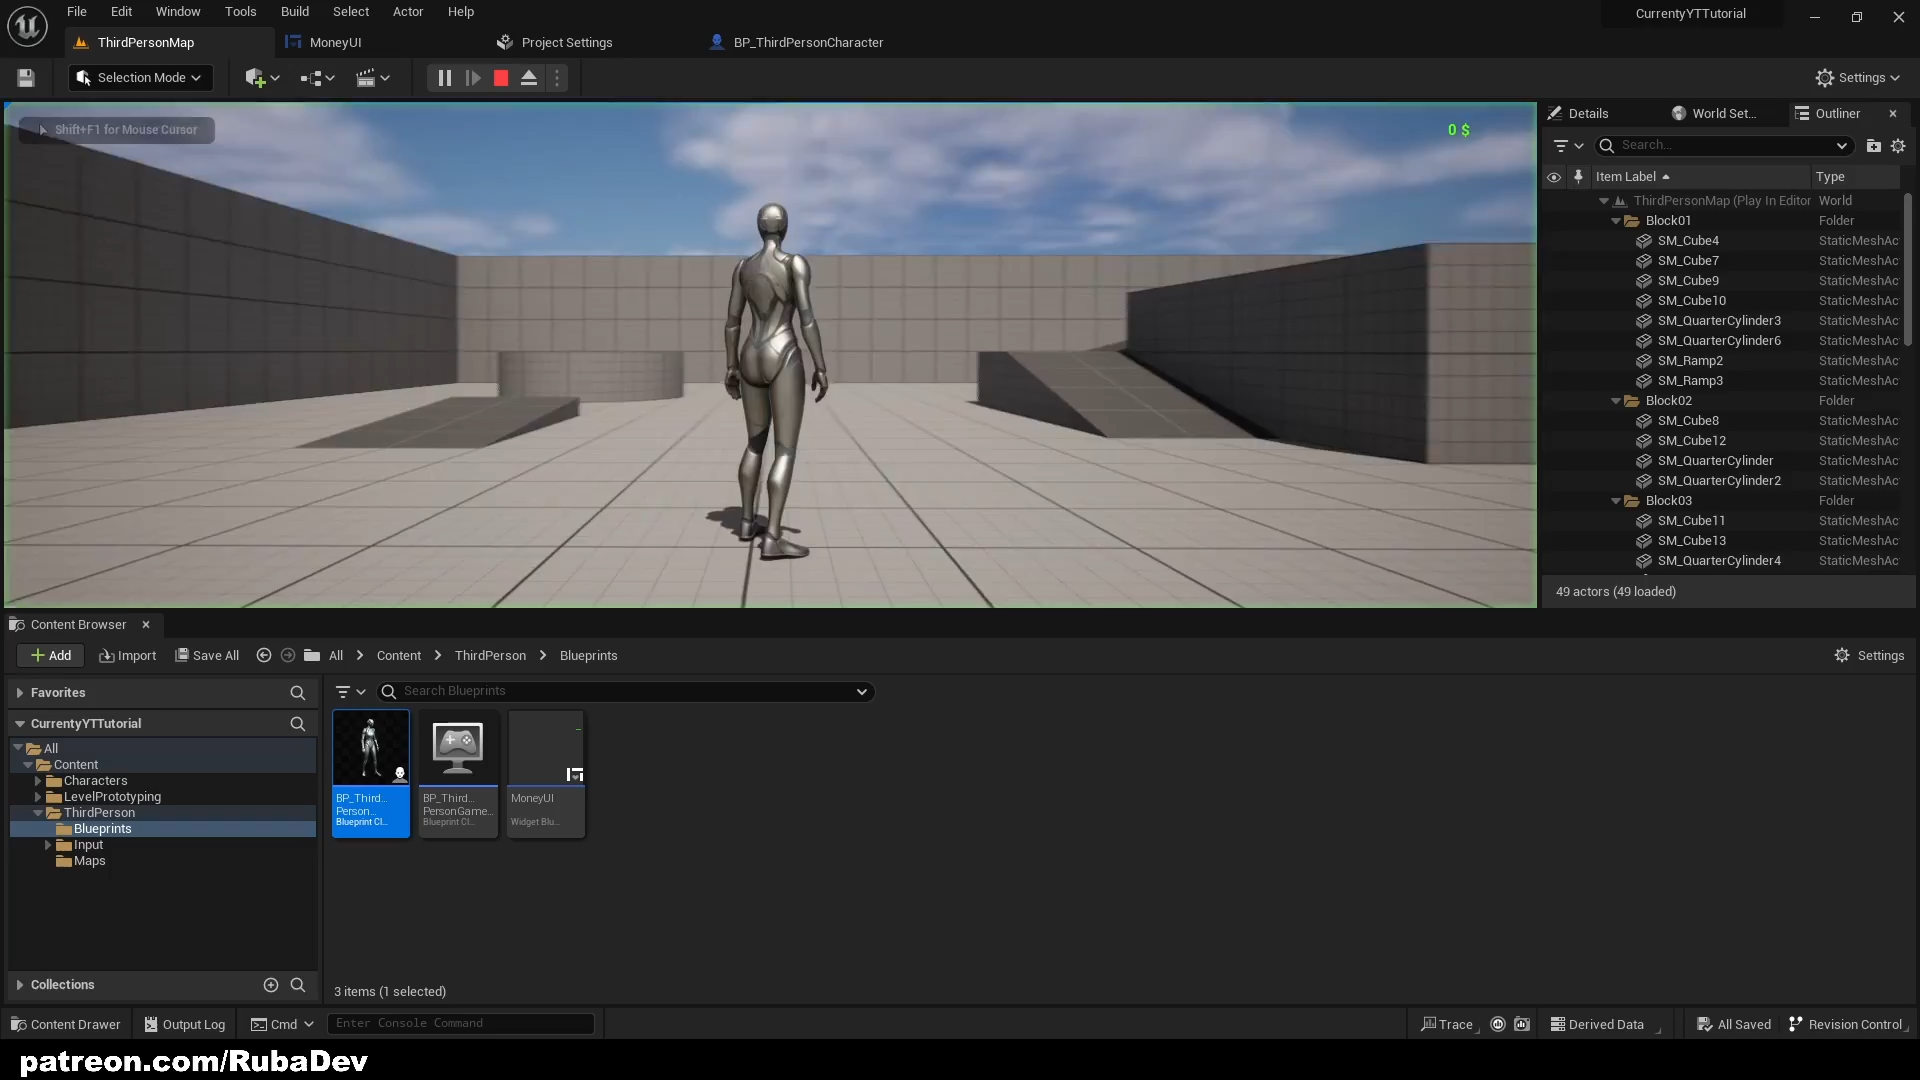 File Edit Window Tools Build Select Actor Help
CurrentyYTTutorial
ThirdPersonMap
MoneyUI
Project Settings
BP_ThirdPersonCharacter
Selection Mode
Settings
Shift+F1 for Mouse Cursor
0 $
Details
World Set...
Outliner
Search...
Item Label
Type
ThirdPersonMap (Play In Editor World
Block01 Folder
SM_Cube4 StaticMeshAc
SM_Cube7 StaticMeshAc
SM_Cube9 StaticMeshAc
SM_Cube10 StaticMeshAc
SM_QuarterCylinder3 StaticMeshAc
SM_QuarterCylinder6 StaticMeshAc
SM_Ramp2 StaticMeshAc
SM_Ramp3 StaticMeshAc
Block02 Folder
SM_Cube8 StaticMeshAc
SM_Cube12 StaticMeshAc
SM_QuarterCylinder StaticMeshAc
SM_QuarterCylinder2 StaticMeshAc
Block03 Folder
SM_Cube11 StaticMeshAc
SM_Cube13 StaticMeshAc
SM_QuarterCylinder4 StaticMeshAc
49 actors (49 loaded)
Content Browser
Add
Import
Save All
All > Content > ThirdPerson > Blueprints
Settings
Favorites
CurrentyYTTutorial
All
Content
Characters
LevelPrototyping
ThirdPerson
Blueprints
Input
Maps
Collections
Search Blueprints
BP_Third...
Person...
Blueprint Cl...
BP_Third...
PersonGame...
Blueprint Cl...
MoneyUI
Widget Blu...
3 items (1 selected)
Content Drawer
Output Log
Cmd
Enter Console Command
Trace
Derived Data
All Saved
Revision Control
patreon.com/RubaDev